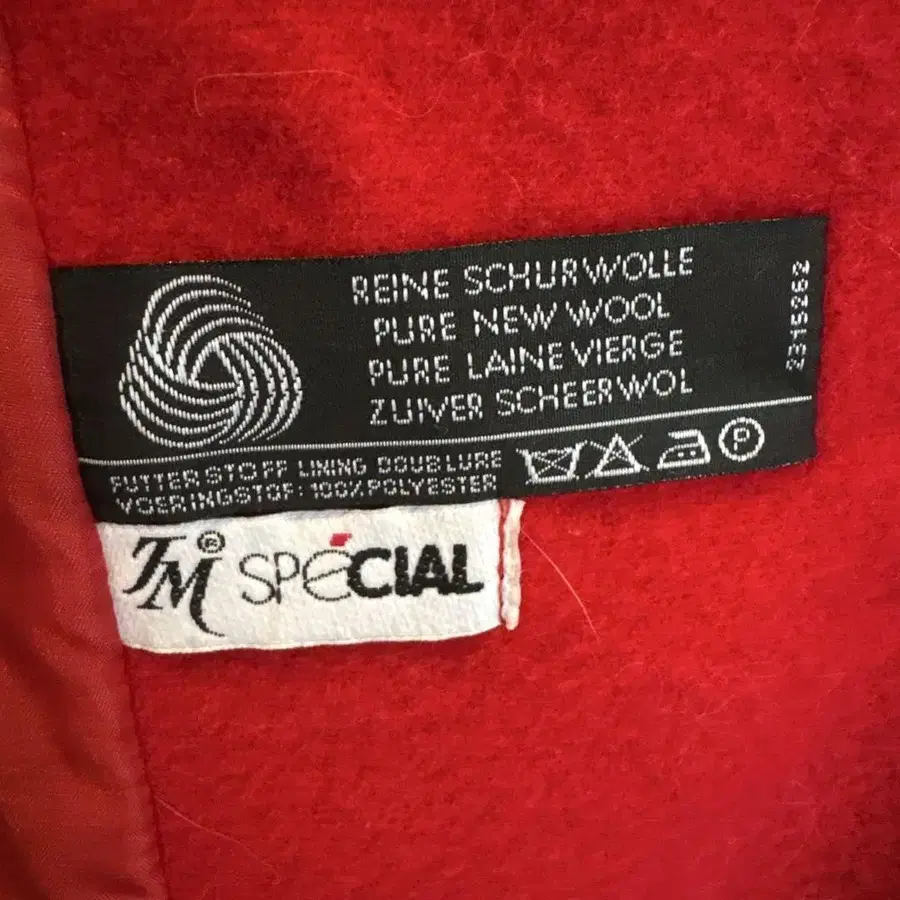 REINE SCHURWOLLE
PURE NEW WOOL
PURE LAINE VIERGE
ZUIVER SCHEERWOL
2315262
FUTTERSTOFF LINING DOUBLURE
VOERINGSTOF: 100% POLYESTER
P
JM® SPéCIAL